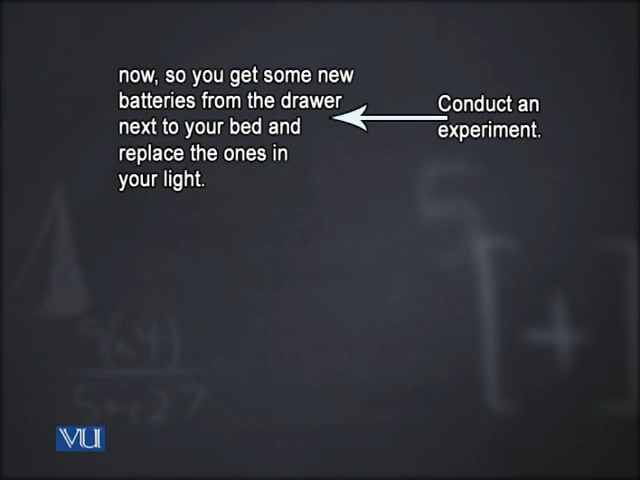 now, so you get some new
batteries from the drawer
next to your bed and
replace the ones in
your light.
Conduct an
experiment.
VU